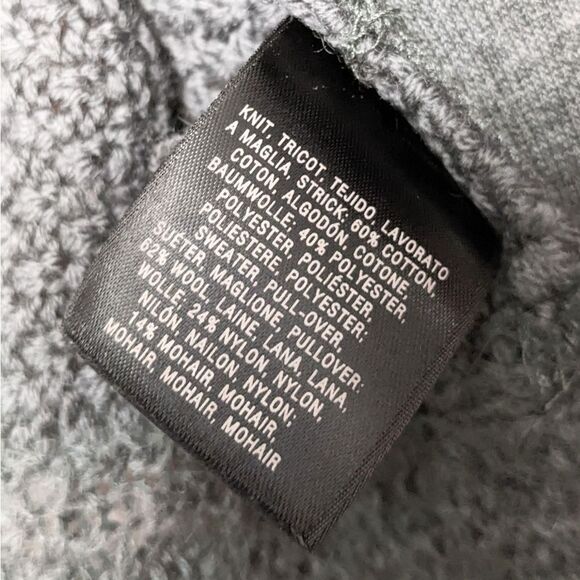 KNIT, TRICOT, TEJIDO, LAVORATO
A MAGLIA, STRICK: 60% COTTON,
COTON, ALGODÓN, COTONE,
BAUMWOLLE, 40% POLYESTER,
POLYESTER, POLIÉSTER,
POLIESTERE, POLYESTER;
SWEATER, PULL-OVER,
SUÉTER, MAGLIONE, PULLOVER:
62% WOOL, LAINE, LANA, LANA,
WOLLE, 24% NYLON, NYLON,
NILÓN, NAILON, NYLON;
14% MOHAIR, MOHAIR,
MOHAIR, MOHAIR, MOHAIR